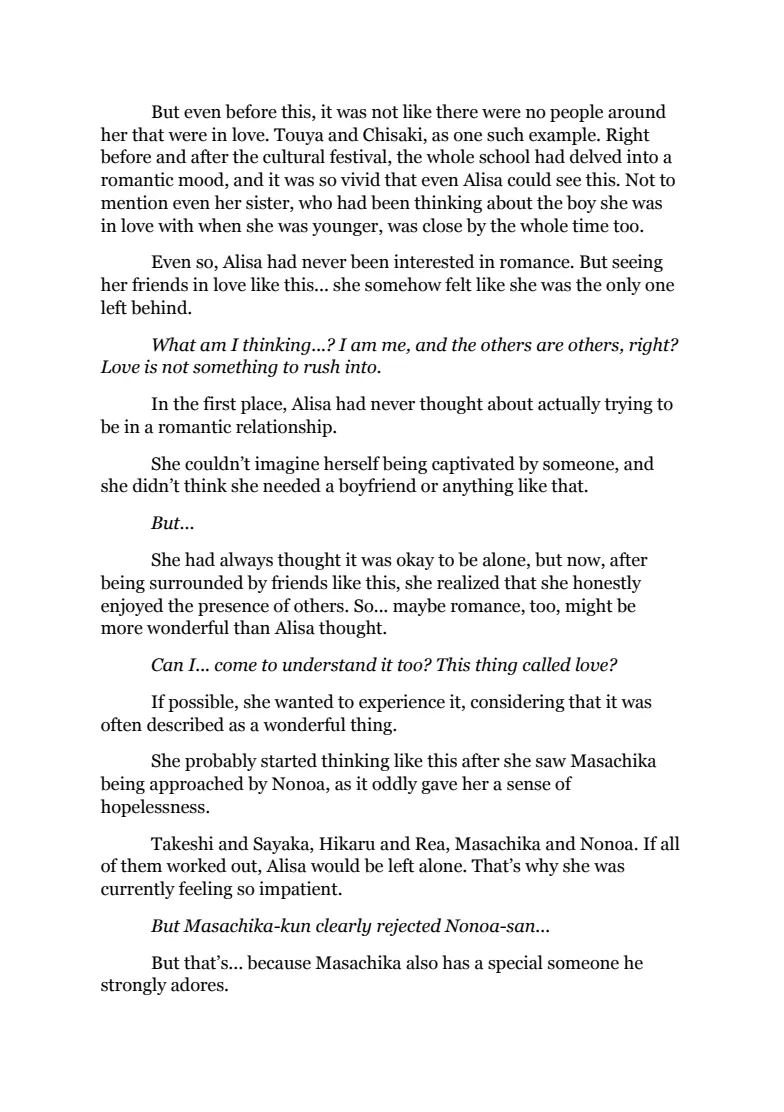 But even before this, it was not like there were no people around
her that were in love. Touya and Chisaki, as one such example. Right
before and after the cultural festival, the whole school had delved into a
romantic mood, and it was so vivid that even Alisa could see this. Not to
mention even her sister, who had been thinking about the boy she was
in love with when she was younger, was close by the whole time too.
Even so, Alisa had never been interested in romance. But seeing
her friends in love like this... she somehow felt like she was the only one
left behind.
What am I thinking...? I am me, and the others are others, right?
Love is not something to rush into.
In the first place, Alisa had never thought about actually trying to
be in a romantic relationship.
She couldn’t imagine herself being captivated by someone, and
she didn’t think she needed a boyfriend or anything like that.
But...
She had always thought it was okay to be alone, but now, after
being surrounded by friends like this, she realized that she honestly
enjoyed the presence of others. So... maybe romance, too, might be
more wonderful than Alisa thought.
Can I... come to understand it too? This thing called love?
If possible, she wanted to experience it, considering that it was
often described as a wonderful thing.
She probably started thinking like this after she saw Masachika
being approached by Nonoa, as it oddly gave her a sense of
hopelessness.
Takeshi and Sayaka, Hikaru and Rea, Masachika and Nonoa. If all
of them worked out, Alisa would be left alone. That’s why she was
currently feeling so impatient.
But Masachika-kun clearly rejected Nonoa-san...
But that’s... because Masachika also has a special someone he
strongly adores.